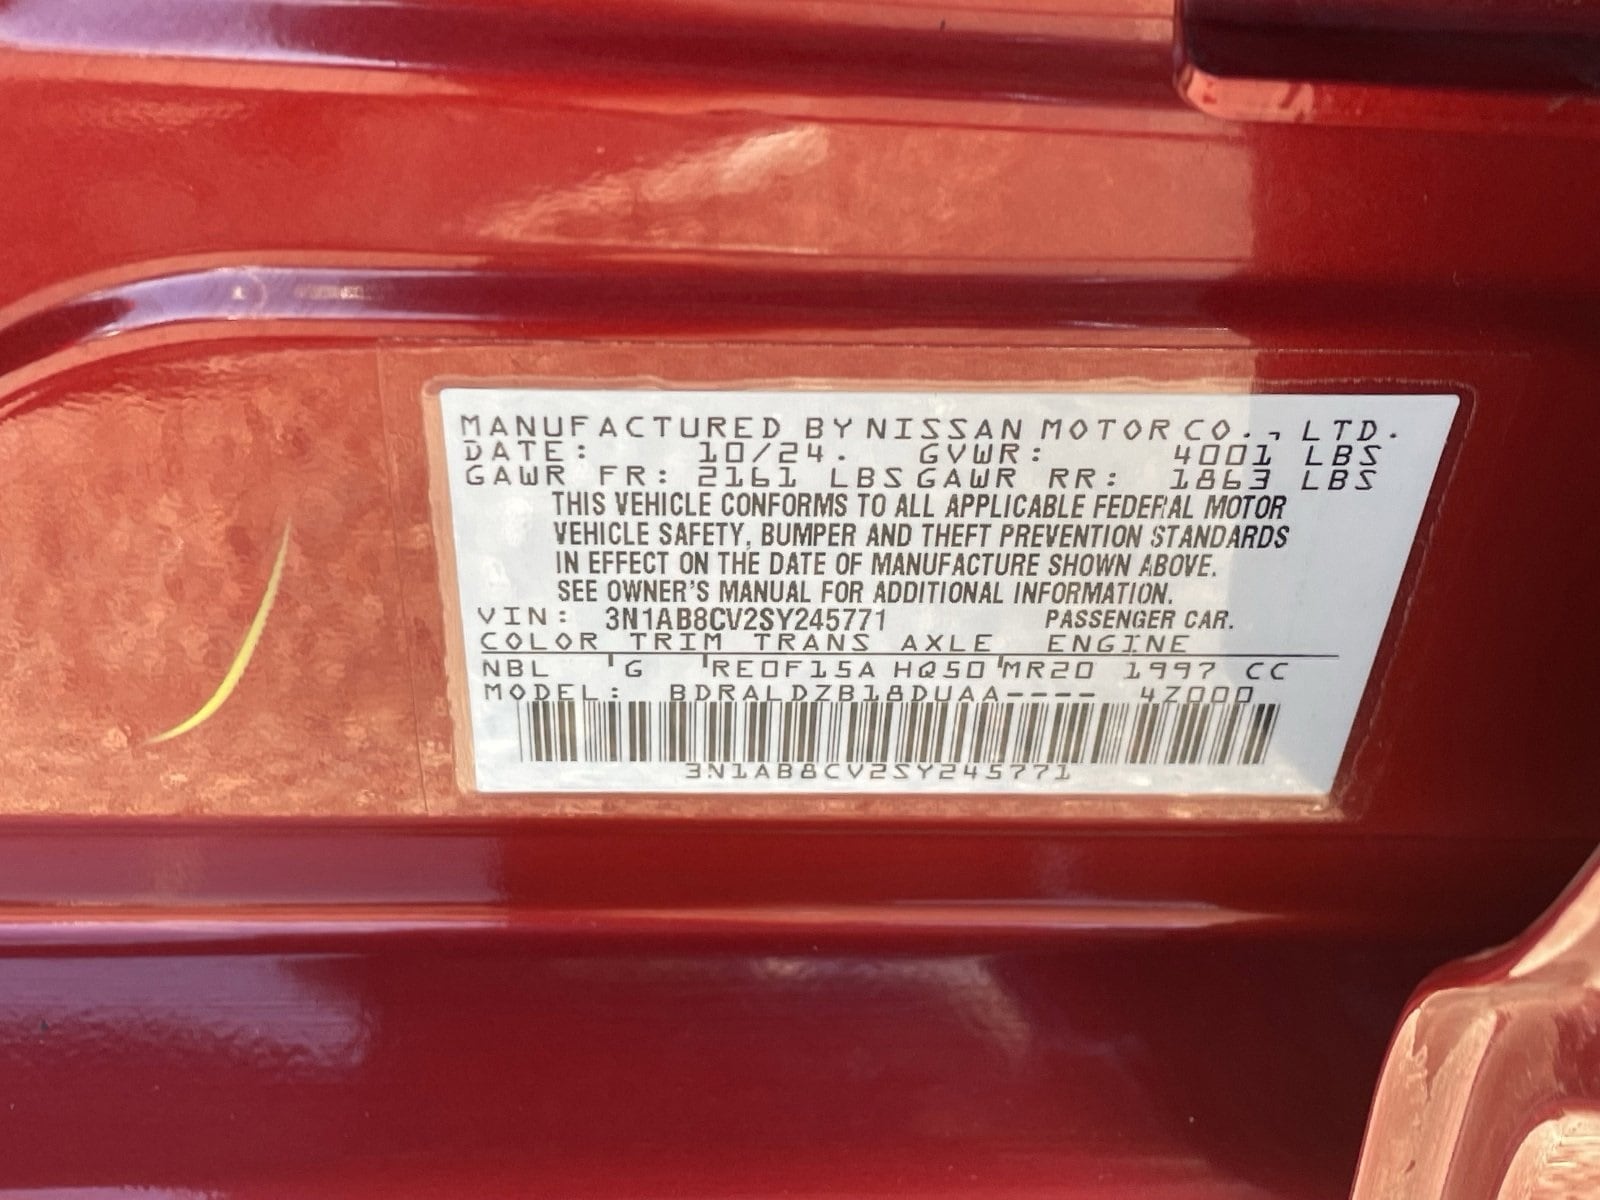 MANUFACTURED BY NISSAN MOTOR CO., LTD.
DATE: 10/24. GVWR: 4001 LBS
GAWR FR: 2161 LBS GAWR RR: 1863 LBS
THIS VEHICLE CONFORMS TO ALL APPLICABLE FEDERAL MOTOR
VEHICLE SAFETY, BUMPER AND THEFT PREVENTION STANDARDS
IN EFFECT ON THE DATE OF MANUFACTURE SHOWN ABOVE.
SEE OWNER'S MANUAL FOR ADDITIONAL INFORMATION.
VIN: 3N1AB8CV2SY245771 PASSENGER CAR.
COLOR TRIM TRANS AXLE ENGINE
NBL G RE0F15A HQ50 MR20 1997 CC
MODEL: BDRALDZB18DUAA---- 4Z000
3N1AB8CV2SY245771